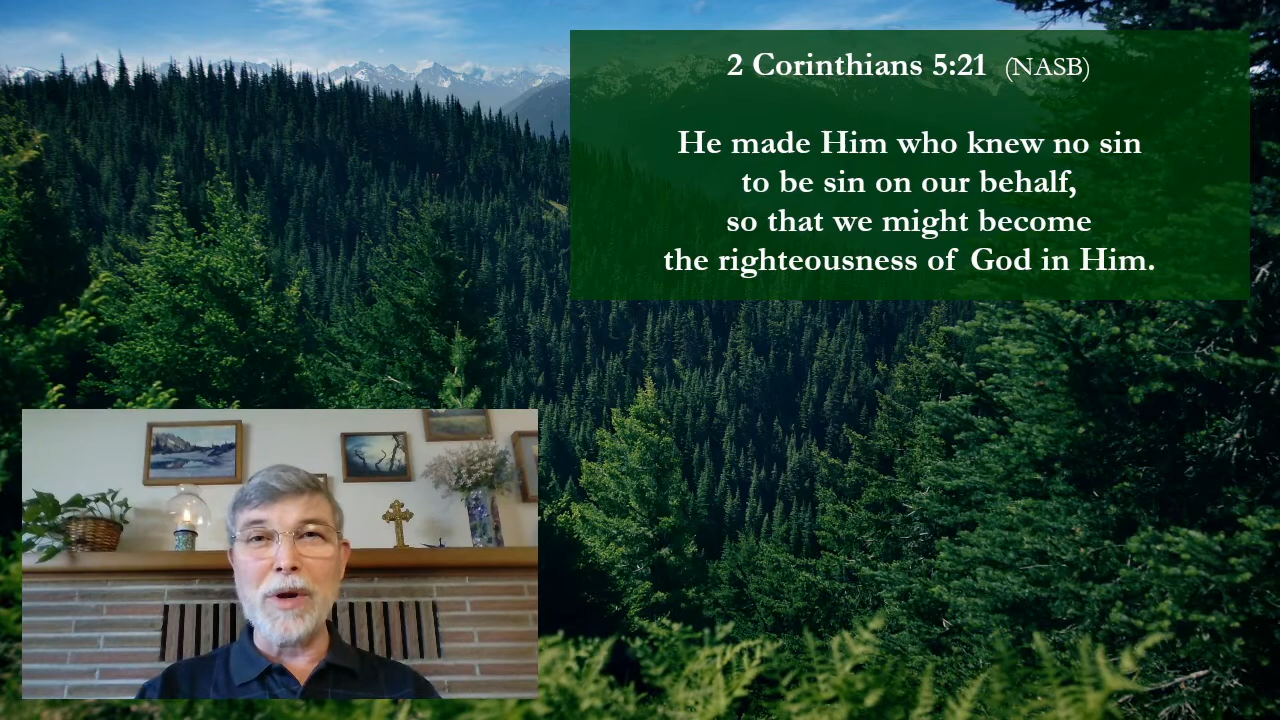 2 Corinthians 5:21 (NASB)
He made Him who knew no sin
to be sin on our behalf,
so that we might become
the righteousness of God in Him.